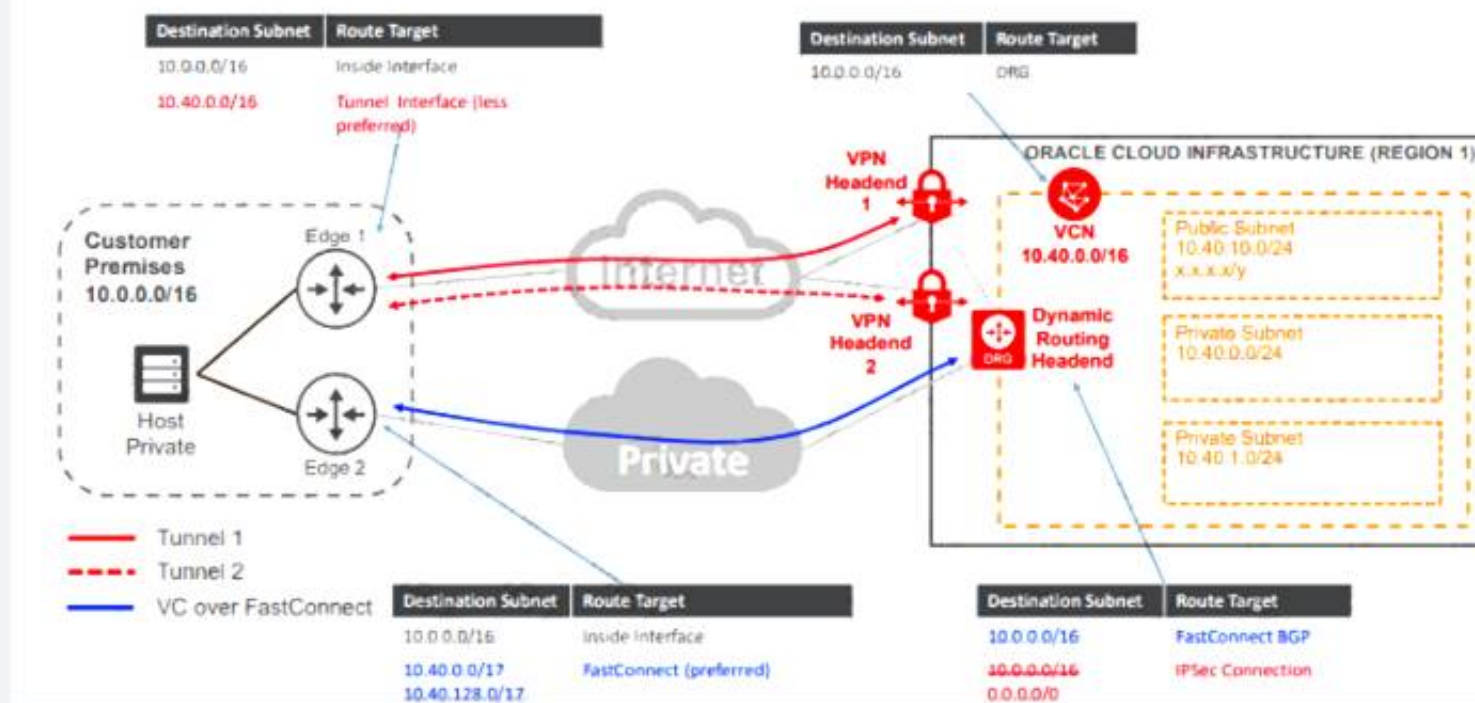 Destination Subnet Route Target
10.0.0.0/16 Inside Interface
10.40.0.0/16 Tunnel Interface (less
preferred)
Destination Subnet Route Target
10.0.0.0/16 DRG
ORACLE CLOUD INFRASTRUCTURE (REGION 1)
VPN
Headend
1
VCN
10.40.0.0/16
Public Subnet
10.40.10.0/24
x.x.x.x/y
Customer
Premises
10.0.0.0/16
Edge 1
Internet
VPN
Headend
2
Dynamic
Routing
Headend
DRG
Private Subnet
10.40.0.0/24
Host
Private
Edge 2
Private
Private Subnet
10.40.1.0/24
Tunnel 1
Tunnel 2
VC over FastConnect
Destination Subnet Route Target
10.0.0.0/16 Inside Interface
10.40.0.0/17 FastConnect (preferred)
10.40.128.0/17
Destination Subnet Route Target
10.0.0.0/16 FastConnect BGP
10.0.0.0/16 IPSec Connection
0.0.0.0/0